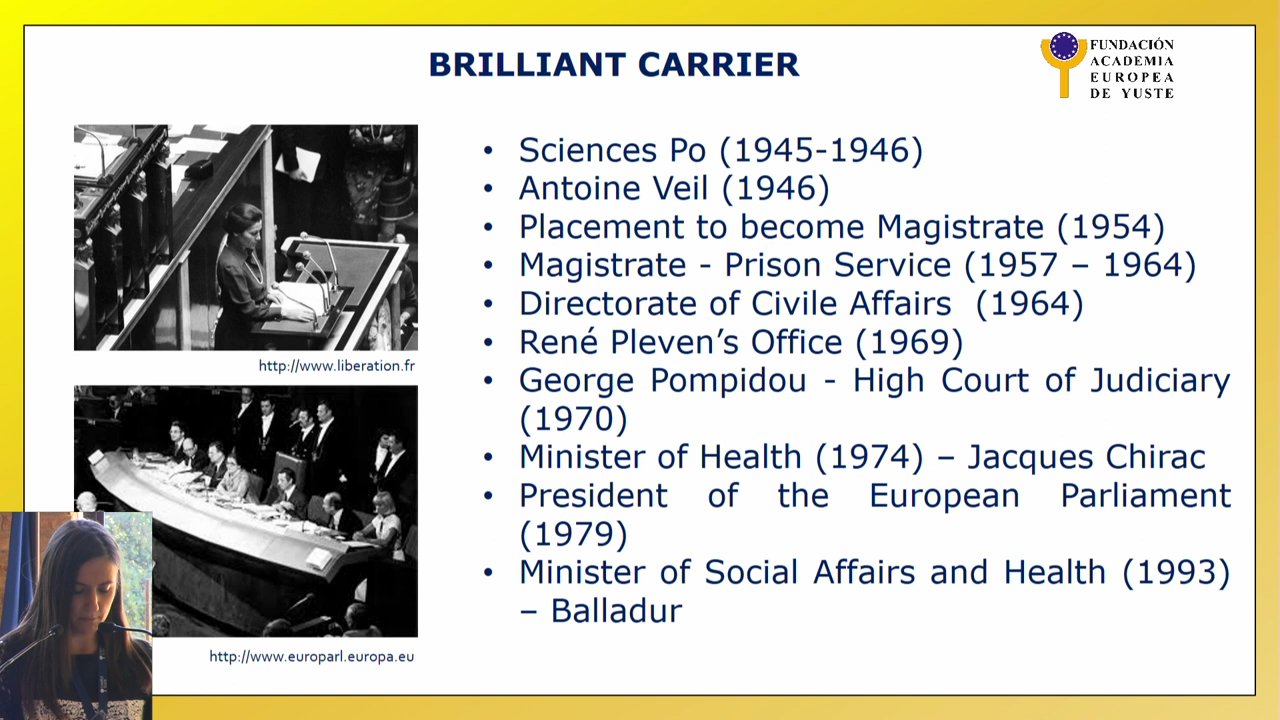 BRILLIANT CARRIER
FUNDACIÓN
ACADEMIA
EUROPEA
DE YUSTE
http://www.liberation.fr
http://www.europarl.europa.eu
• Sciences Po (1945-1946)
• Antoine Veil (1946)
• Placement to become Magistrate (1954)
• Magistrate - Prison Service (1957 – 1964)
• Directorate of Civile Affairs (1964)
• René Pleven’s Office (1969)
• George Pompidou - High Court of Judiciary
(1970)
• Minister of Health (1974) – Jacques Chirac
• President of the European Parliament
(1979)
• Minister of Social Affairs and Health (1993)
– Balladur